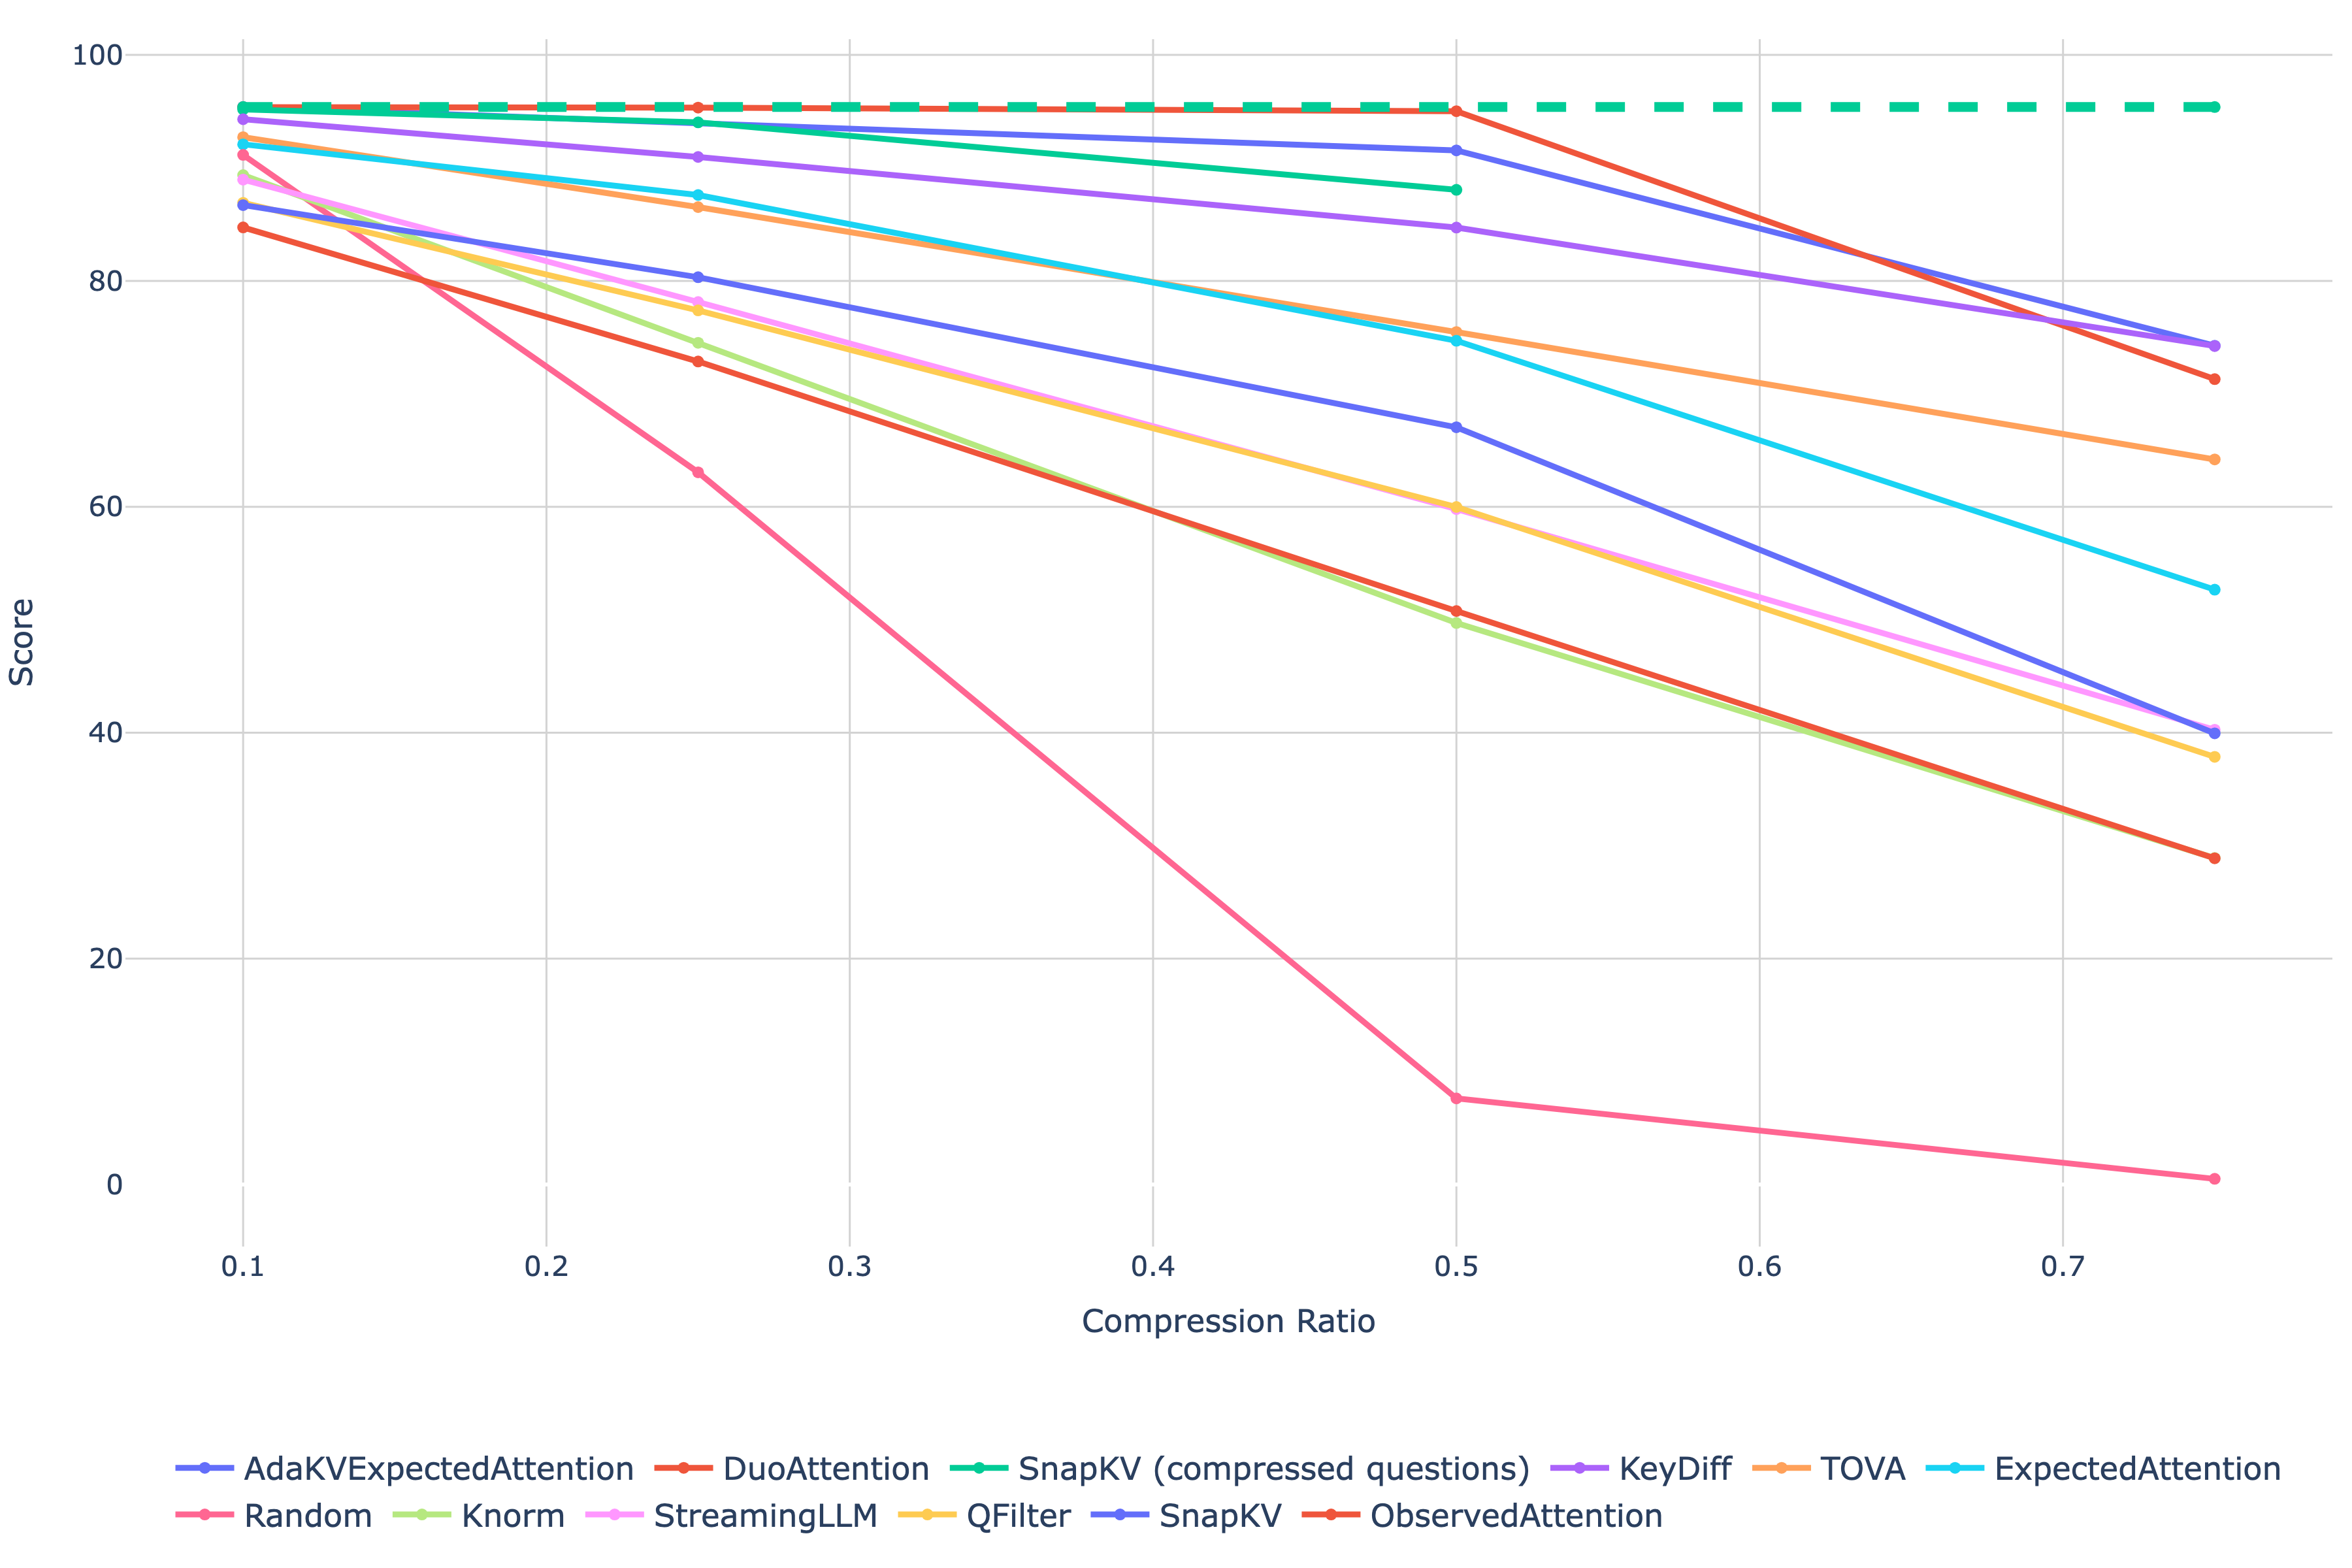 100
80
60
40
20
0
Score
0.1 0.2 0.3 0.4 0.5 0.6 0.7
Compression Ratio
AdaKVExpectedAttention DuoAttention SnapKV (compressed questions) KeyDiff TOVA ExpectedAttention
Random Knorm StreamingLLM QFilter SnapKV ObservedAttention